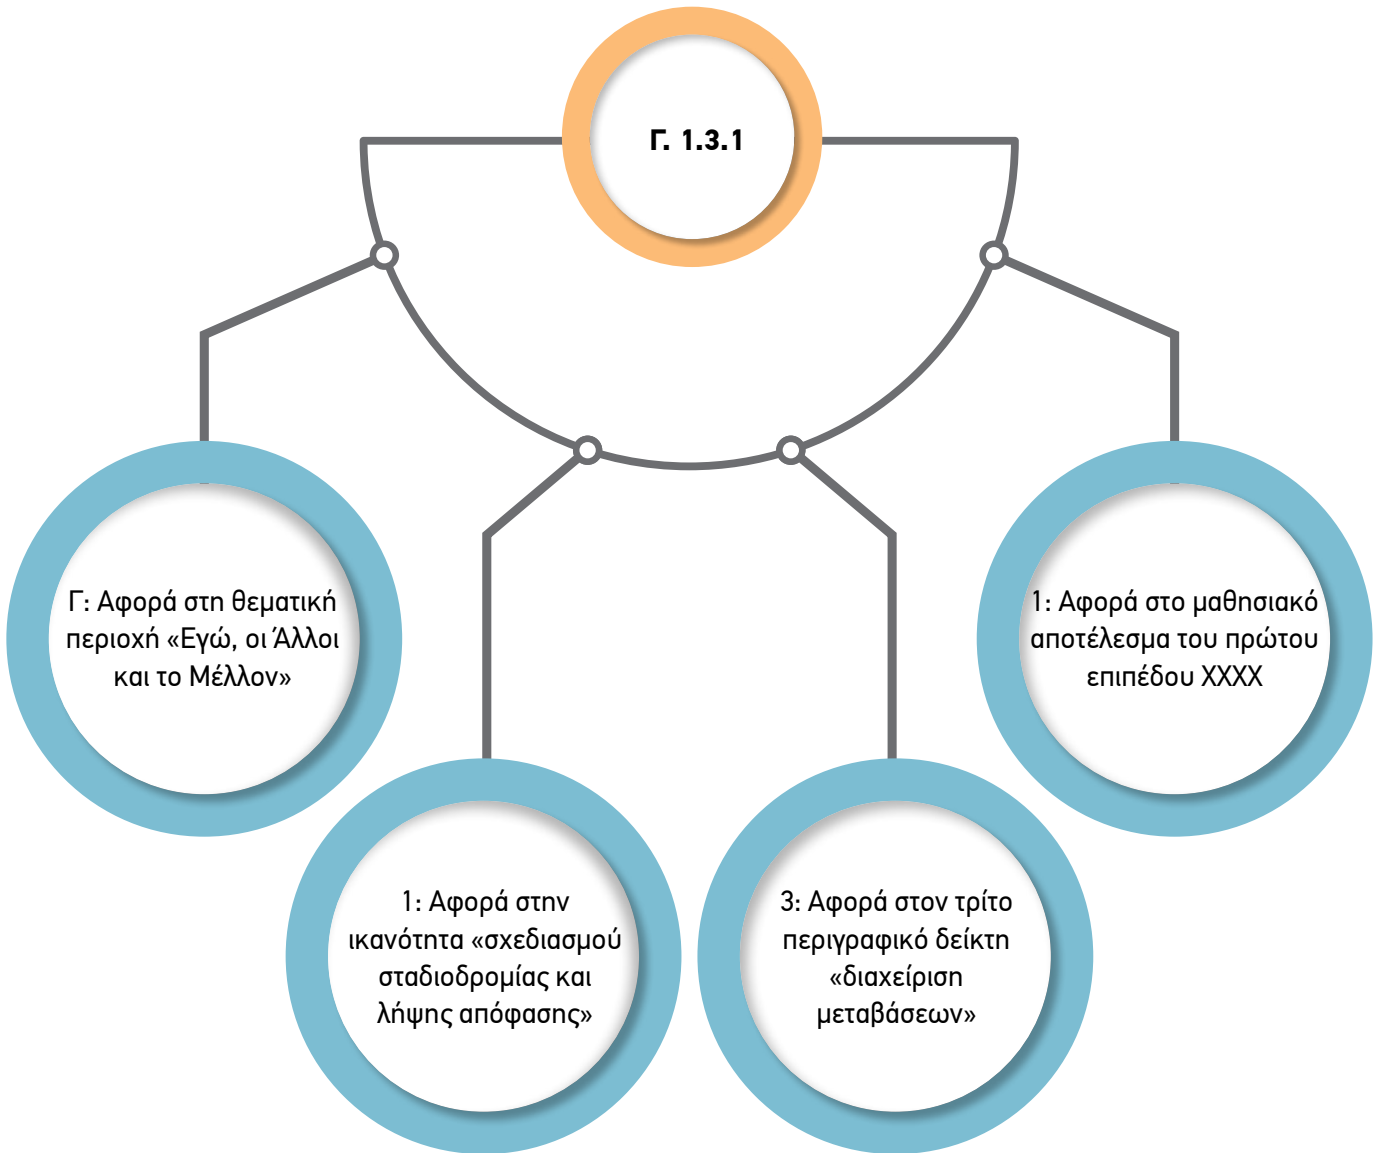 Γ. 1.3.1
Γ: Αφορά στη θεματική
περιοχή «Εγώ, οι Άλλοι
και το Μέλλον»
1: Αφορά στην
ικανότητα «σχεδιασμού
σταδιοδρομίας και
λήψης απόφασης»
3: Αφορά στον τρίτο
περιγραφικό δείκτη
«διαχείριση
μεταβάσεων»
1: Αφορά στο μαθησιακό
αποτέλεσμα του πρώτου
επιπέδου ΧΧΧΧ